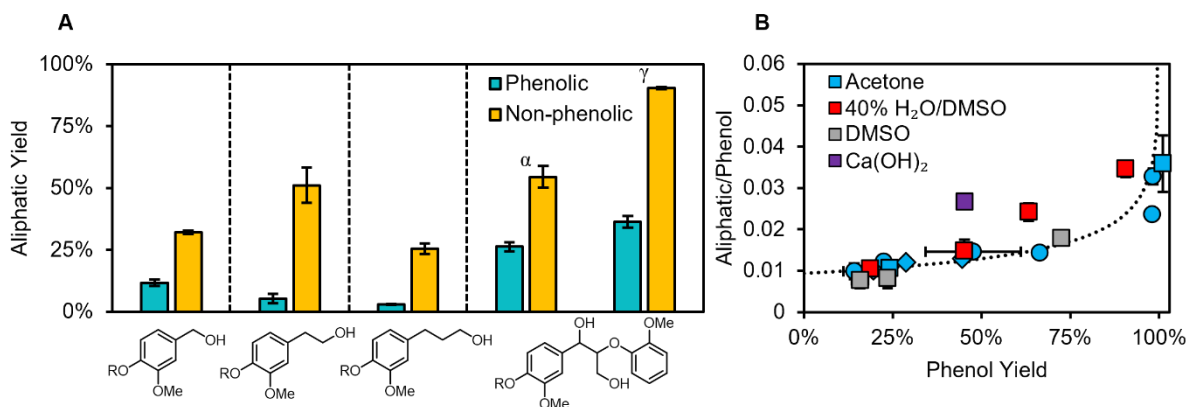 A
Aliphatic Yield
100%
75%
50%
25%
0%
Phenolic
Non-phenolic
α
γ
OH
RO
OMe
OH
RO
OMe
OH
RO
OMe
OH
OMe
O
OH
RO
OMe
B
Aliphatic/Phenol
0.06
0.05
0.04
0.03
0.02
0.01
0.00
Acetone
40% H₂O/DMSO
DMSO
Ca(OH)₂
0%
25%
50%
75%
100%
Phenol Yield